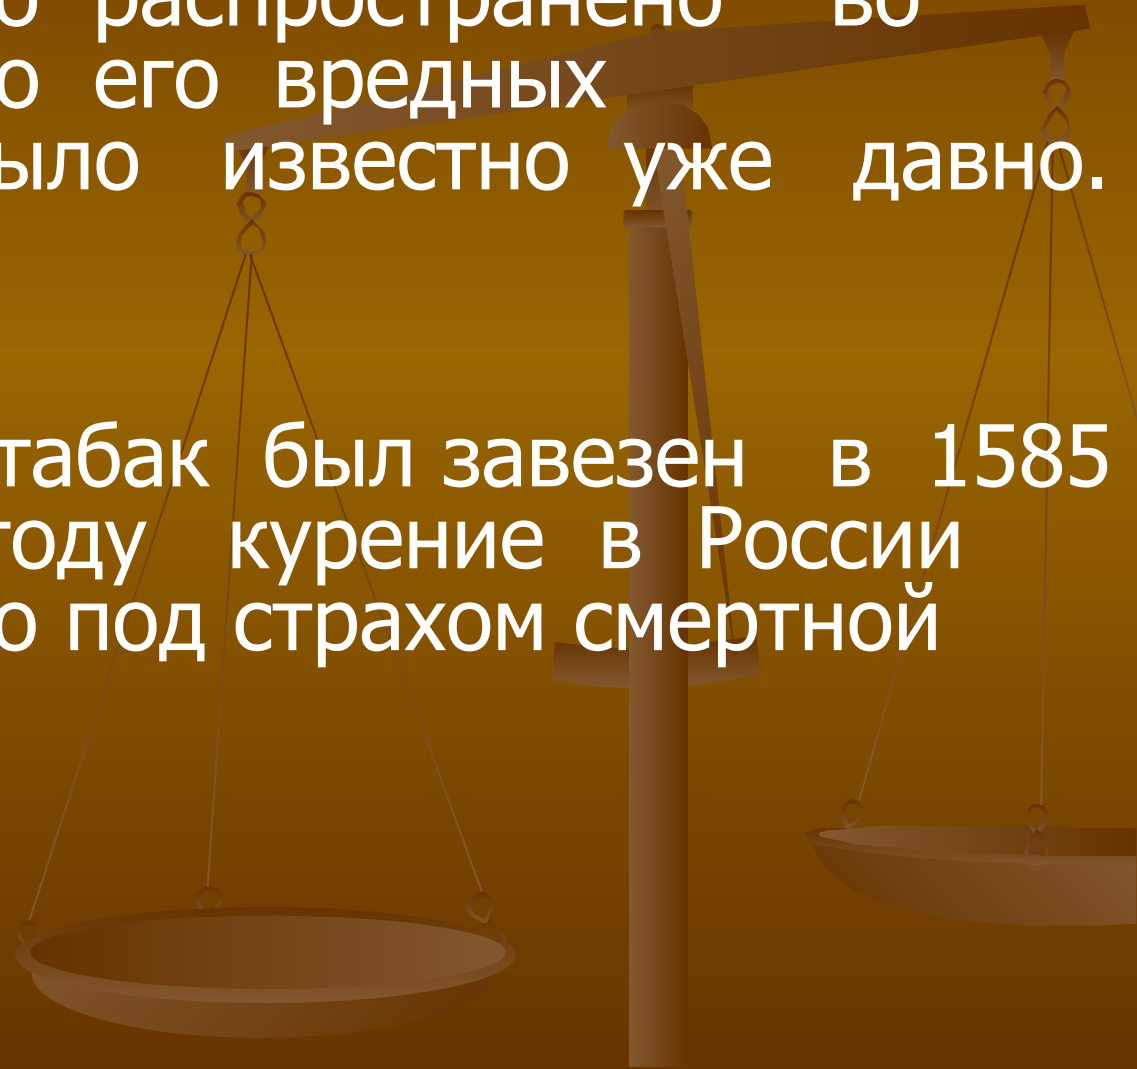 о распространено во
о его вредных
ыло известно уже давно.
табак был завезен в 1585
году курение в России
о под страхом смертной